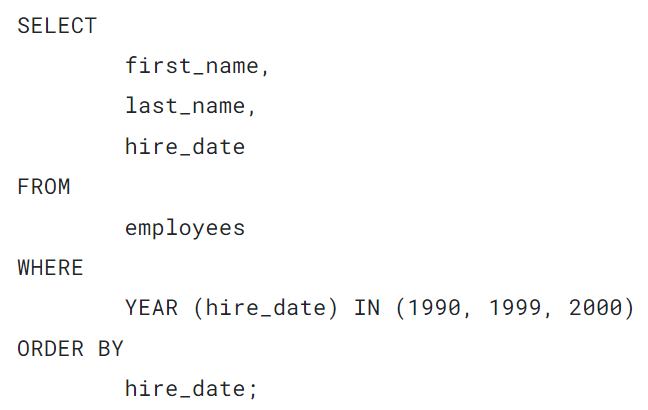 SELECT
first_name,
last_name,
hire_date
FROM
employees
WHERE
YEAR (hire_date) IN (1990, 1999, 2000)
ORDER BY
hire_date;